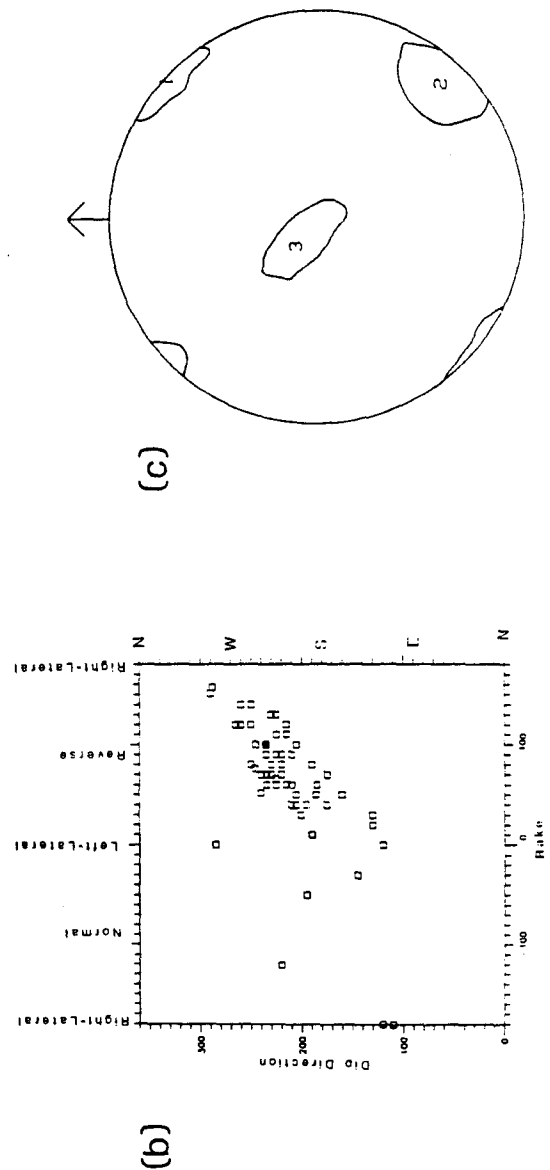 (b)
Right-Lateral
Normal
Left-Lateral
Reverse
Right-Lateral
Dip Direction
300
200
100
0
N
W
S
E
N
100
0
100
Rake
(c)
1
2
3